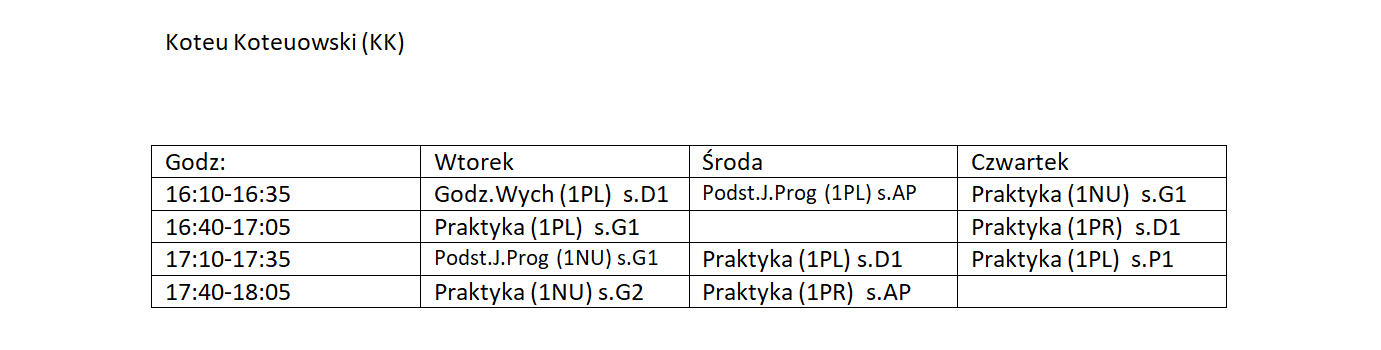 Koteu Koteuowski (KK)
Godz: Wtorek Środa Czwartek
16:10-16:35 Godz.Wych (1PL) s.D1 Podst.J.Prog (1PL) s.AP Praktyka (1NU) s.G1
16:40-17:05 Praktyka (1PL) s.G1 Praktyka (1PR) s.D1
17:10-17:35 Podst.J.Prog (1NU) s.G1 Praktyka (1PL) s.D1 Praktyka (1PL) s.P1
17:40-18:05 Praktyka (1NU) s.G2 Praktyka (1PR) s.AP